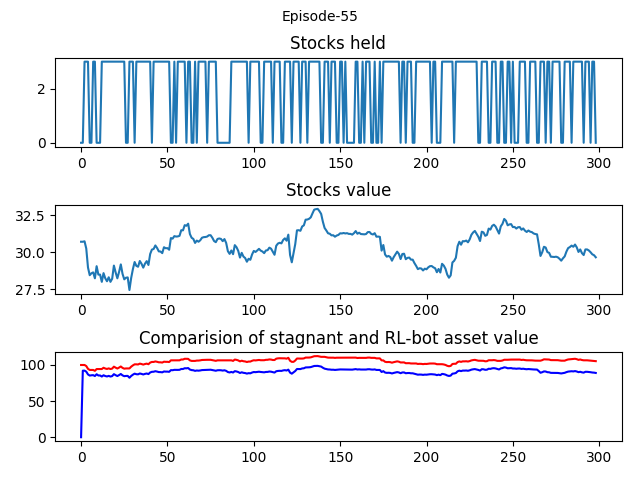 Episode-55
Stocks held
2
0
0 50 100 150 200 250 300
Stocks value
32.5
30.0
27.5
0 50 100 150 200 250 300
Comparision of stagnant and RL-bot asset value
100
50
0
0 50 100 150 200 250 300